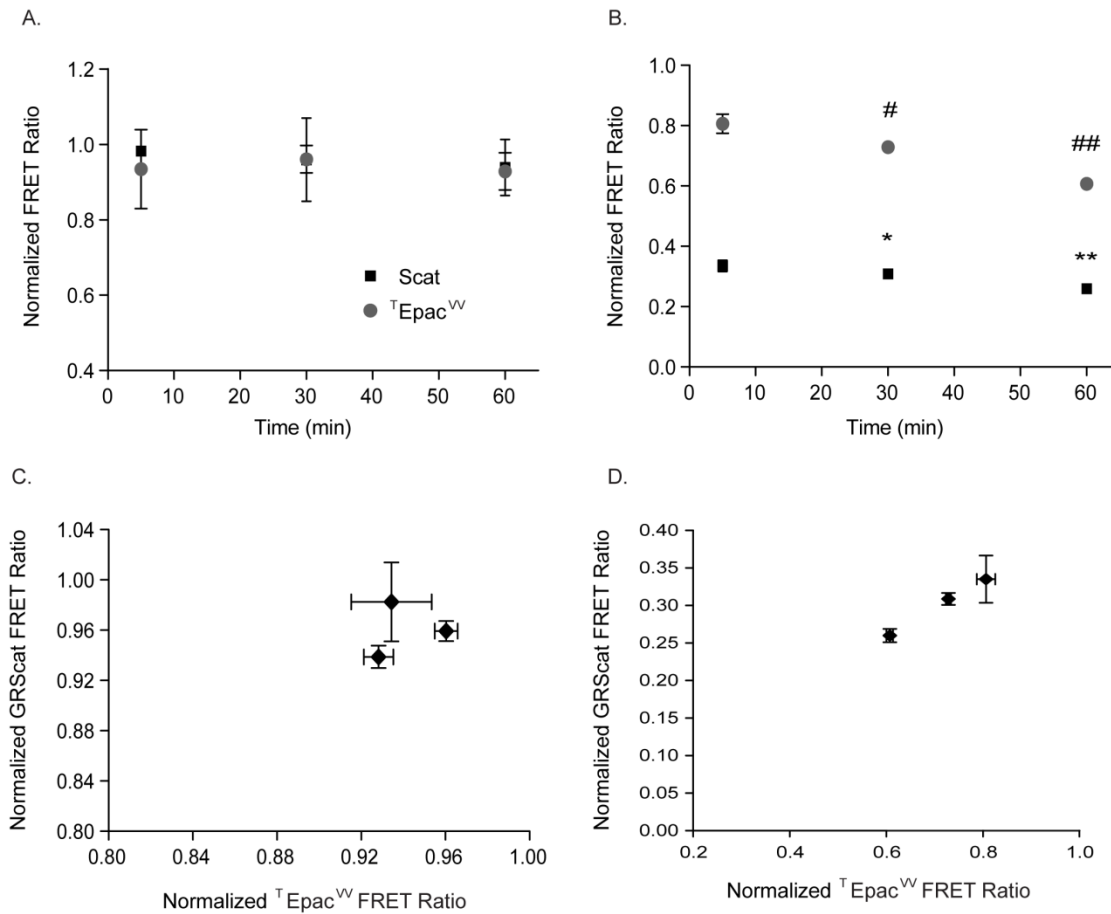 A.
Normalized FRET Ratio
1.2
1.0
0.8
0.6
0.4
0 10 20 30 40 50 60
Time (min)
Scat
TEpacVV
B.
Normalized FRET Ratio
1.0
0.8
0.6
0.4
0.2
0.0
0 10 20 30 40 50 60
Time (min)
#
##
*
**
C.
Normalized GRScat FRET Ratio
1.04
1.00
0.96
0.92
0.88
0.84
0.80
0.80 0.84 0.88 0.92 0.96 1.00
Normalized TEpacVV FRET Ratio
D.
Normalized GRScat FRET Ratio
0.40
0.35
0.30
0.25
0.20
0.15
0.10
0.05
0.00
0.2 0.4 0.6 0.8 1.0
Normalized TEpacVV FRET Ratio